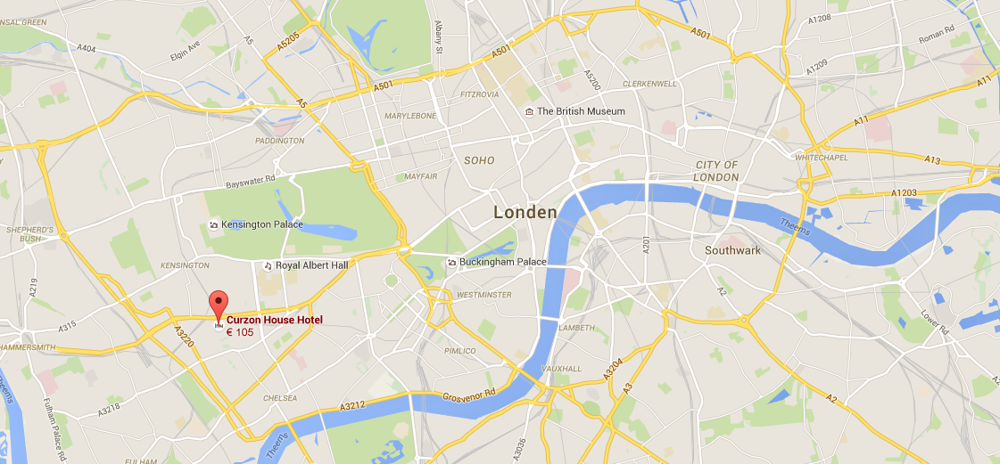 NSAL GREEN
A404
Elgin Ave
A5
A5205
Albany St
A501
A501
A1208
Roman Rd
A1209
A5200
CLERKENWELL
A11
FITZROVIA
A501
A5
MARYLEBONE
The British Museum
A11
PADDINGTON
WHITECHAPEL
A13
SOHO
CITY OF
LONDON
MAYFAIR
Bayswater Rd
A1203
Londen
Kensington Palace
Theems
SHEPHERD'S
BUSH
A201
Southwark
KENSINGTON
Royal Albert Hall
Buckingham Palace
A219
WESTMINSTER
A2
Curzon House Hotel
€ 105
A315
A3220
LAMBETH
Lower Rd
HAMMERSMITH
PIMLICO
VAUXHALL
A3204
Theems
CHELSEA
Grosvenor Rd
A3
A2
A3218
A3212
Fulham Palace Rd
Theems
A3036
FULHAM